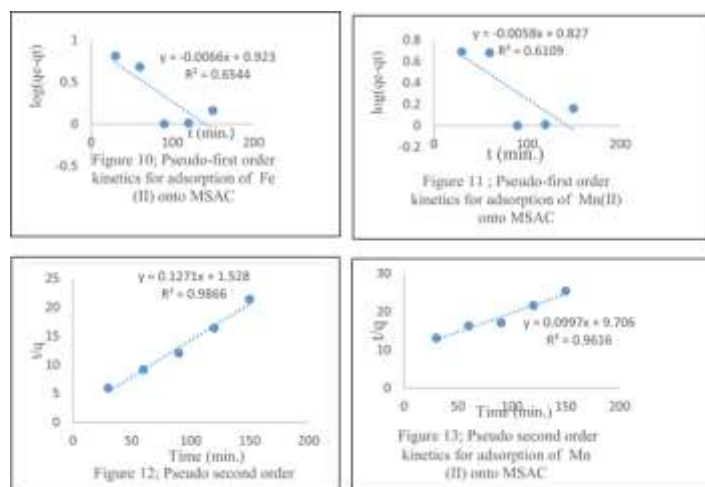 1
y = -0.0066x + 0.923
R² = 0.6544
0.5
log(qe-qt)
0
0
100
200
t (min.)
-0.5
Figure 10; Pseudo-first order
kinetics for adsorption of Fe
(II) onto MSAC
0.8
y = -0.0058x + 0.827
R² = 0.6109
0.6
0.4
log(qe-qt)
0.2
0
-0.2
0
100
200
t (min.)
Figure 11 ; Pseudo-first order
kinetics for adsorption of Mn(II)
onto MSAC
25
y = 0.1271x + 1.528
R² = 0.9866
20
15
t/q
10
5
0
0
50
100
150
200
Time (min.)
Figure 12; Pseudo second order
30
20
t/q
y = 0.0997x + 9.706
R² = 0.9616
10
0
0
50
100
150
200
Time (min.)
Figure 13; Pseudo second order
kinetics for adsorption of Mn
(II) onto MSAC